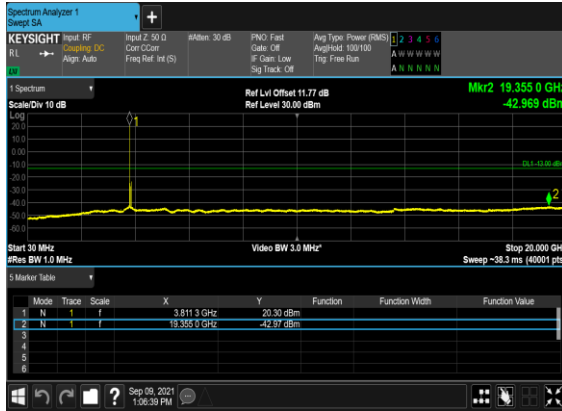 Spectrum Analyzer 1
Swept SA
+
KEYSIGHT Input: RF Input Z: 50 Ω #Atten: 30 dB PNO: Fast Avg Type: Power (RMS) 1 2 3 4 5 6
RL Coupling: DC Corr CCorr Gate: Off Avg|Hold: 100/100 A W W W W W
Align: Auto Freq Ref: Int (S) IF Gain: Low Trig: Free Run
LU Sig Track: Off A N N N N N
1 Spectrum Ref Lvl Offset 11.77 dB Mkr2 19.355 0 GHz
Scale/Div 10 dB Ref Level 30.00 dBm -42.969 dBm
Log
20.0
10.0
0.00
-10.0
DL1 -13.00 dBm
-20.0
-30.0
-40.0
-50.0
-60.0
1
2
Start 30 MHz Video BW 3.0 MHz* Stop 20.000 GHz
#Res BW 1.0 MHz Sweep ~38.3 ms (40001 pts)
5 Marker Table
Mode Trace Scale X Y Function Function Width Function Value
1 N 1 f 3.811 3 GHz 20.30 dBm
2 N 1 f 19.355 0 GHz -42.97 dBm
3
4
5
6
? Sep 09, 2021
1:06:39 PM